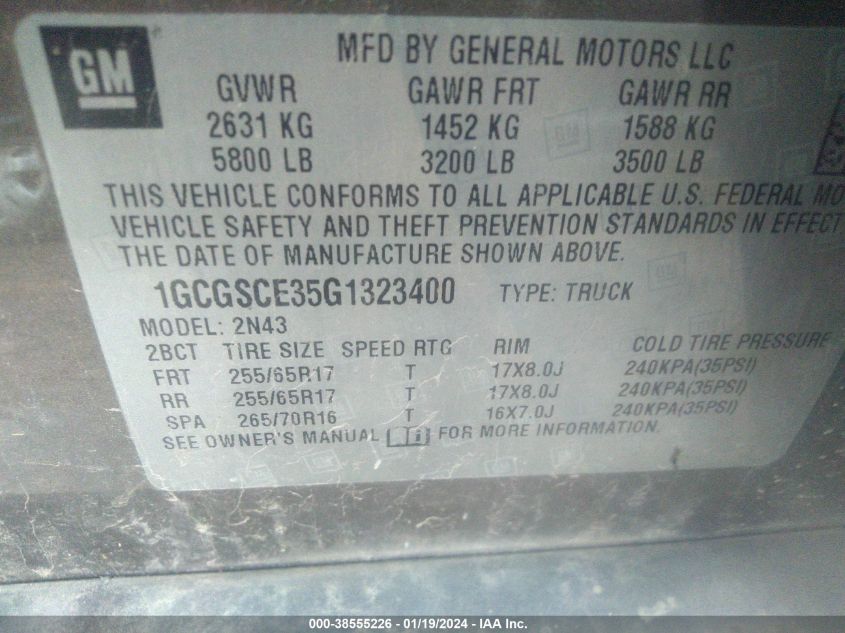 GM
MFD BY GENERAL MOTORS LLC
GVWR GAWR FRT GAWR RR
2631 KG 1452 KG 1588 KG
5800 LB 3200 LB 3500 LB
THIS VEHICLE CONFORMS TO ALL APPLICABLE U.S. FEDERAL MO
VEHICLE SAFETY AND THEFT PREVENTION STANDARDS IN EFFECT
THE DATE OF MANUFACTURE SHOWN ABOVE.
1GCGSCE35G1323400 TYPE: TRUCK
MODEL: 2N43
2BCT TIRE SIZE SPEED RTG RIM COLD TIRE PRESSURE
FRT 255/65R17 T 17X8.0J 240KPA(35PSI)
RR 255/65R17 T 17X8.0J 240KPA(35PSI)
SPA 265/70R16 T 16X7.0J 240KPA(35PSI)
SEE OWNER'S MANUAL FOR MORE INFORMATION.
000-38555226 - 01/19/2024 - IAA Inc.